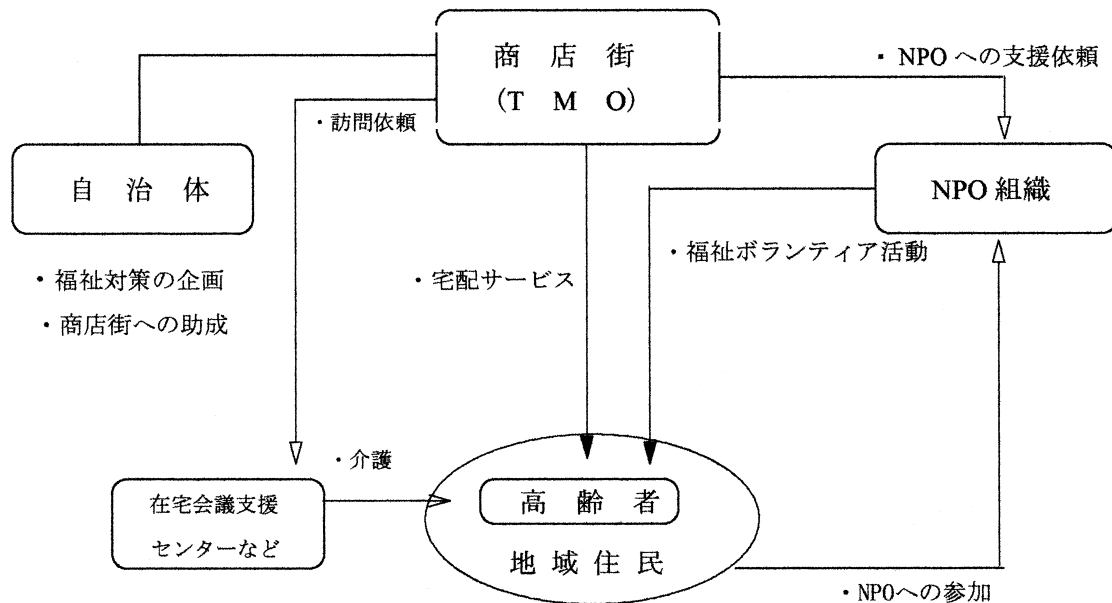 商店街
(TMO)
・NPOへの支援依頼
・訪問依頼
自治体
NPO組織
・福祉ボランティア活動
・福祉対策の企画
・宅配サービス
・商店街への助成
・介護
在宅会議支援
センターなど
高齢者
地域住民
・NPOへの参加